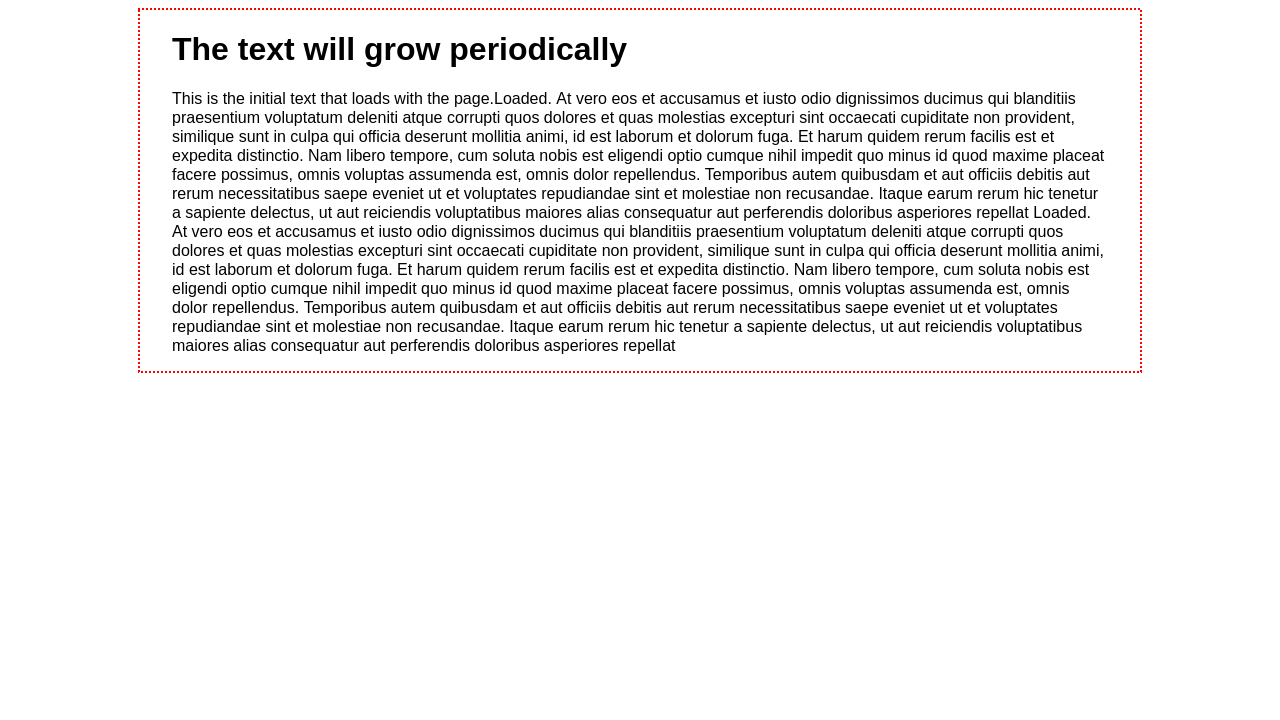 The text will grow periodically
This is the initial text that loads with the page.Loaded. At vero eos et accusamus et iusto odio dignissimos ducimus qui blanditiis
praesentium voluptatum deleniti atque corrupti quos dolores et quas molestias excepturi sint occaecati cupiditate non provident,
similique sunt in culpa qui officia deserunt mollitia animi, id est laborum et dolorum fuga. Et harum quidem rerum facilis est et
expedita distinctio. Nam libero tempore, cum soluta nobis est eligendi optio cumque nihil impedit quo minus id quod maxime placeat
facere possimus, omnis voluptas assumenda est, omnis dolor repellendus. Temporibus autem quibusdam et aut officiis debitis aut
rerum necessitatibus saepe eveniet ut et voluptates repudiandae sint et molestiae non recusandae. Itaque earum rerum hic tenetur
a sapiente delectus, ut aut reiciendis voluptatibus maiores alias consequatur aut perferendis doloribus asperiores repellat Loaded.
At vero eos et accusamus et iusto odio dignissimos ducimus qui blanditiis praesentium voluptatum deleniti atque corrupti quos
dolores et quas molestias excepturi sint occaecati cupiditate non provident, similique sunt in culpa qui officia deserunt mollitia animi,
id est laborum et dolorum fuga. Et harum quidem rerum facilis est et expedita distinctio. Nam libero tempore, cum soluta nobis est
eligendi optio cumque nihil impedit quo minus id quod maxime placeat facere possimus, omnis voluptas assumenda est, omnis
dolor repellendus. Temporibus autem quibusdam et aut officiis debitis aut rerum necessitatibus saepe eveniet ut et voluptates
repudiandae sint et molestiae non recusandae. Itaque earum rerum hic tenetur a sapiente delectus, ut aut reiciendis voluptatibus
maiores alias consequatur aut perferendis doloribus asperiores repellat